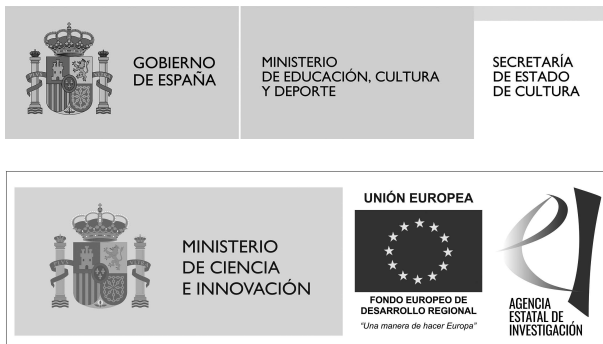 GOBIERNO
DE ESPAÑA
MINISTERIO
DE EDUCACIÓN, CULTURA
Y DEPORTE
SECRETARÍA
DE ESTADO
DE CULTURA
MINISTERIO
DE CIENCIA
E INNOVACIÓN
UNIÓN EUROPEA
FONDO EUROPEO DE
DESARROLLO REGIONAL
"Una manera de hacer Europa"
AGENCIA
ESTATAL DE
INVESTIGACIÓN